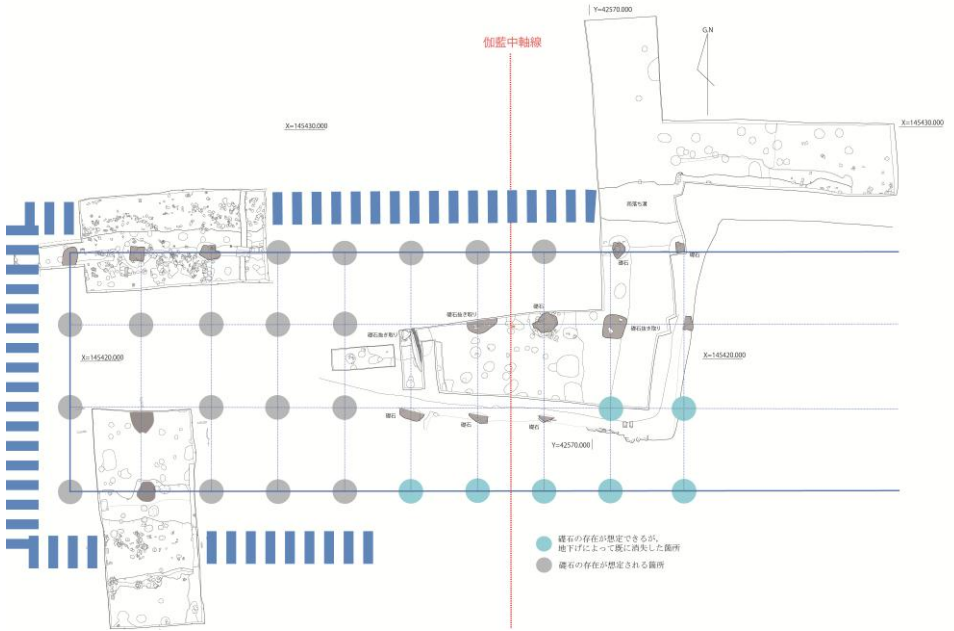 Y=42570.000
G.N
伽藍中軸線
X=145430.000
X=145430.000
雨落ち溝
礎石
礎石
礎石
礎石抜き取り
礎石抜き取り
礎石抜き取り
X=145420.000
X=145420.000
礎石
礎石
礎石
Y=42570.000
礎石の存在が想定できるが、
地下げによって既に消失した箇所
礎石の存在が想定される箇所